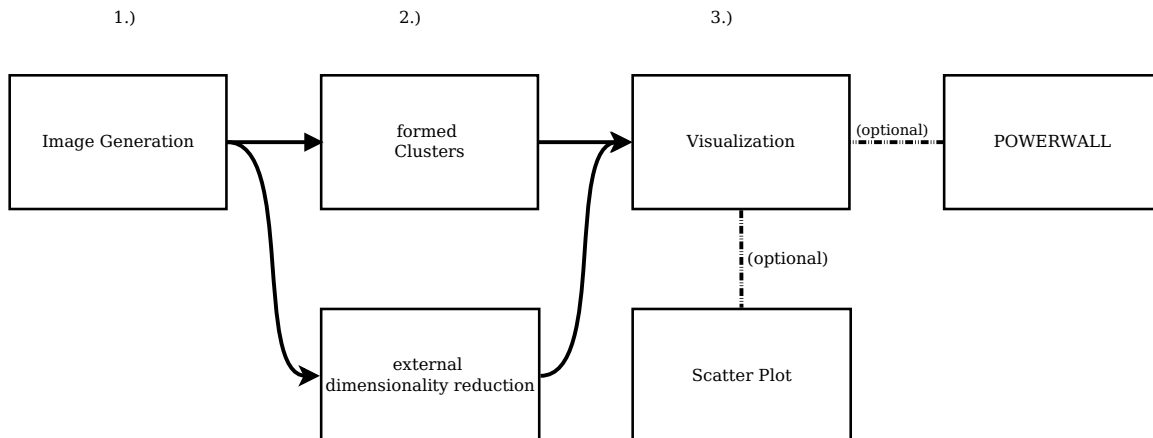 1.)
2.)
3.)
Image Generation
formed
Clusters
Visualization
(optional)
POWERWALL
(optional)
external
dimensionality reduction
Scatter Plot